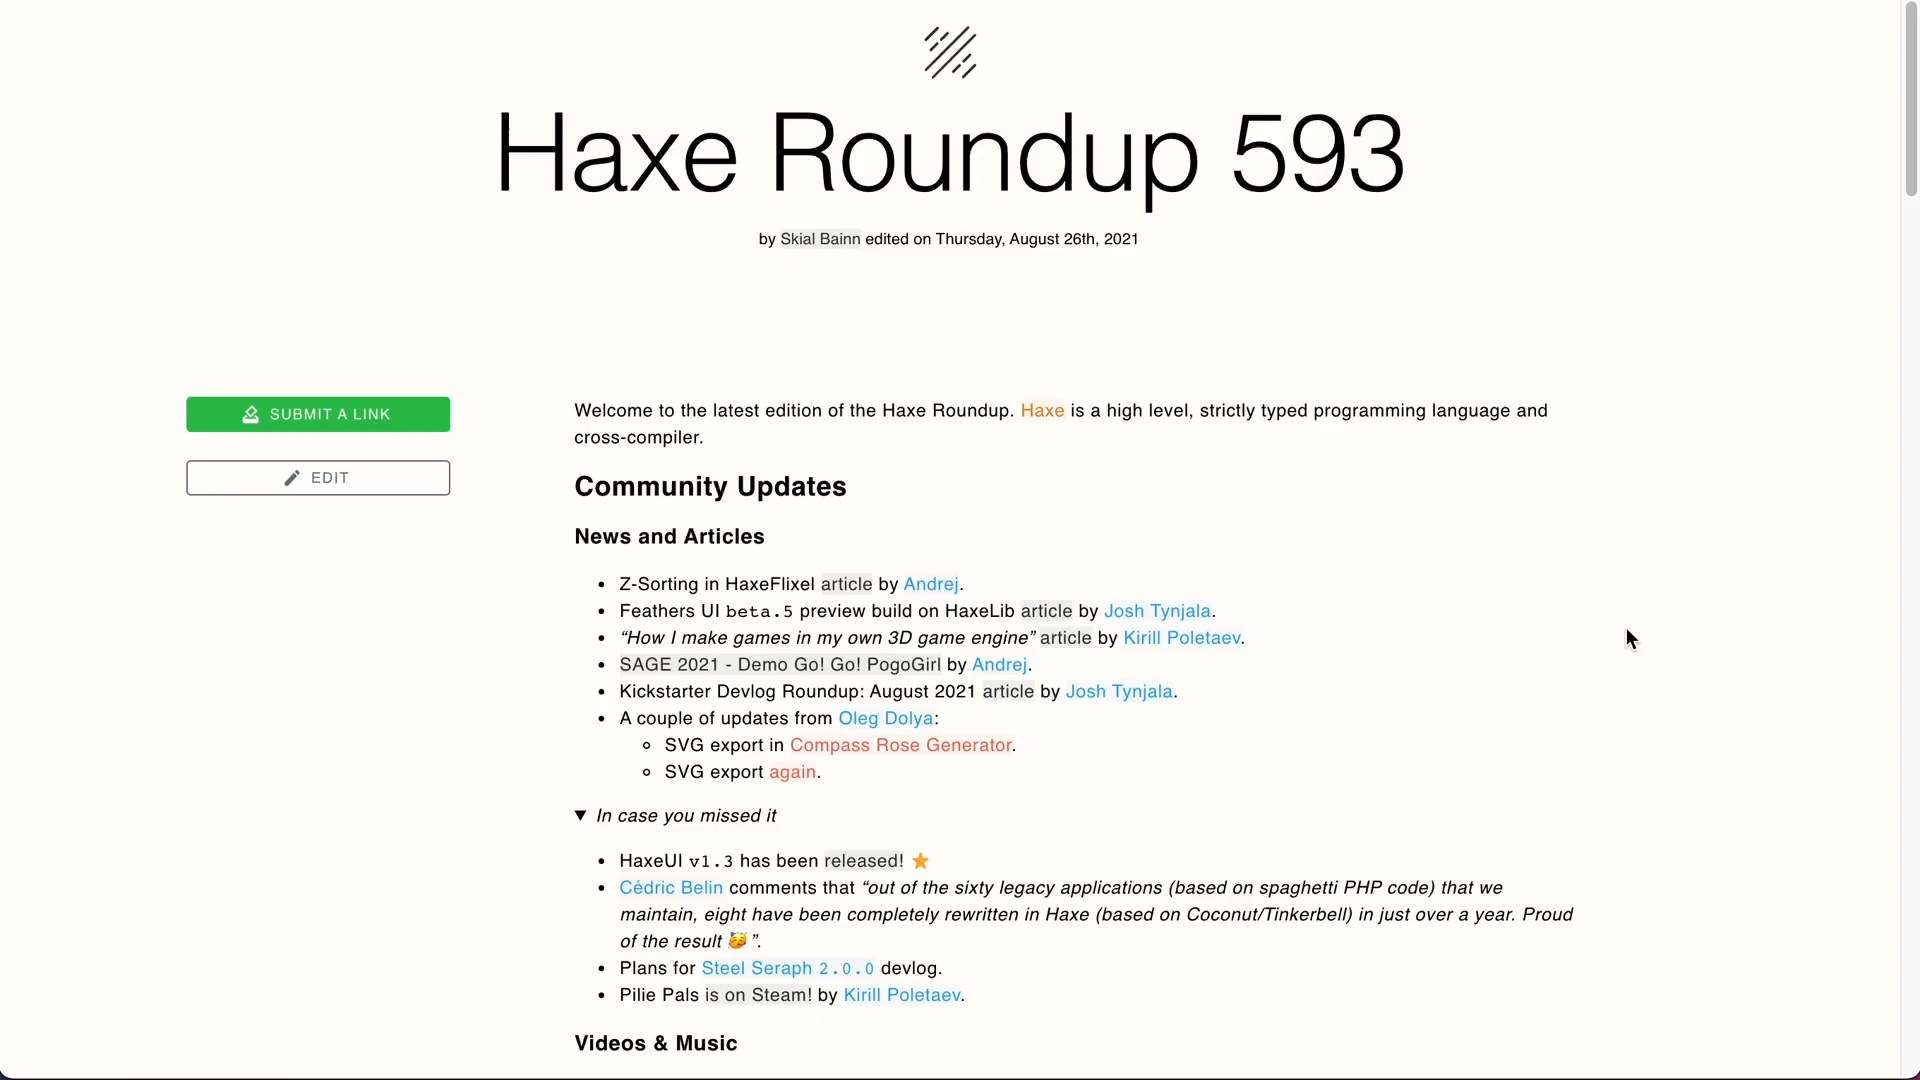 Haxe Roundup 593
by Skial Bainn edited on Thursday, August 26th, 2021
SUBMIT A LINK
EDIT
Welcome to the latest edition of the Haxe Roundup. Haxe is a high level, strictly typed programming language and
cross-compiler.
Community Updates
News and Articles
• Z-Sorting in HaxeFlixel article by Andrej.
• Feathers UI beta.5 preview build on HaxeLib article by Josh Tynjala.
• “How I make games in my own 3D game engine” article by Kirill Poletaev.
• SAGE 2021 - Demo Go! Go! PogoGirl by Andrej.
• Kickstarter Devlog Roundup: August 2021 article by Josh Tynjala.
• A couple of updates from Oleg Dolya:
◦ SVG export in Compass Rose Generator.
◦ SVG export again.
▼ In case you missed it
• HaxeUI v1.3 has been released! ⭐
• Cédric Belin comments that “out of the sixty legacy applications (based on spaghetti PHP code) that we
maintain, eight have been completely rewritten in Haxe (based on Coconut/Tinkerbell) in just over a year. Proud
of the result 🥳 ”.
• Plans for Steel Seraph 2.0.0 devlog.
• Pilie Pals is on Steam! by Kirill Poletaev.
Videos & Music